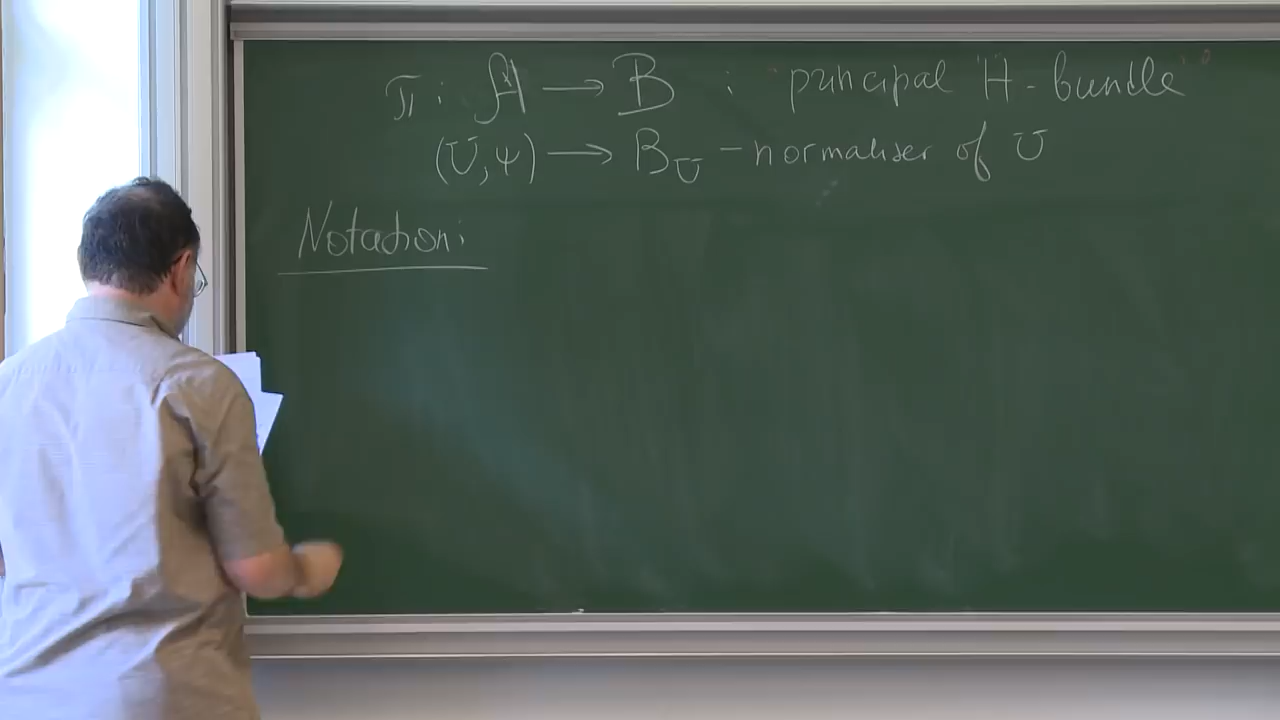 π : Ã → B : "principal H-bundle"
(U, ψ) → B_U - normaliser of U
Notation: